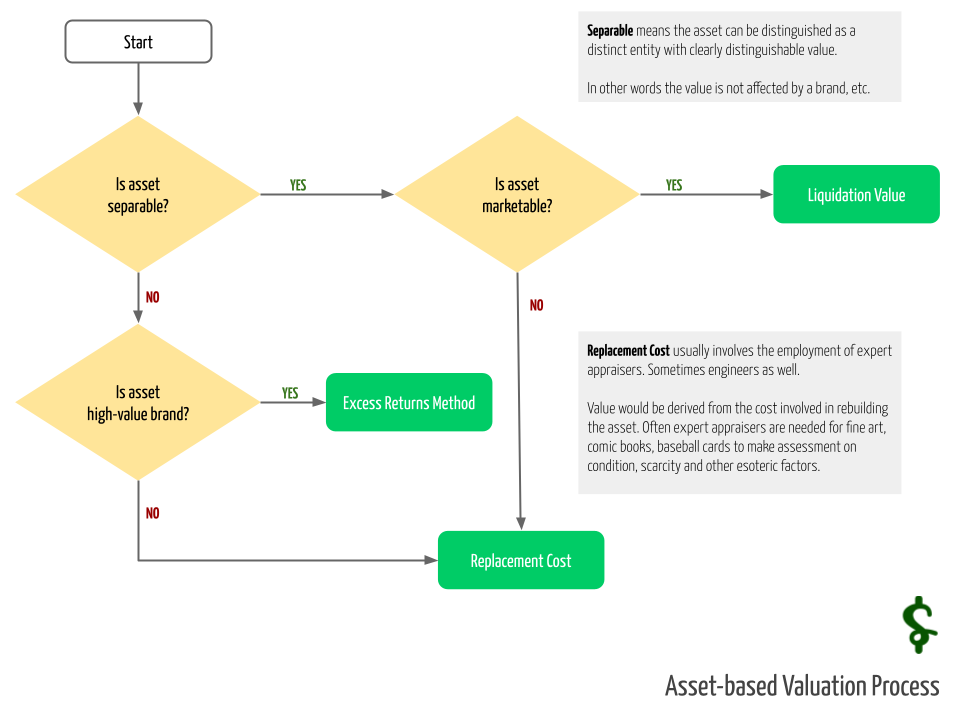 Start
Separable means the asset can be distinguished as a
distinct entity with clearly distinguishable value.
In other words the value is not affected by a brand, etc.
Is asset
separable?
YES
Is asset
marketable?
YES
Liquidation Value
NO
NO
Is asset
high-value brand?
YES
Excess Returns Method
Replacement Cost usually involves the employment of expert
appraisers. Sometimes engineers as well.
Value would be derived from the cost involved in rebuilding
the asset. Often expert appraisers are needed for fine art,
comic books, baseball cards to make assessment on
condition, scarcity and other esoteric factors.
NO
Replacement Cost
Asset-based Valuation Process